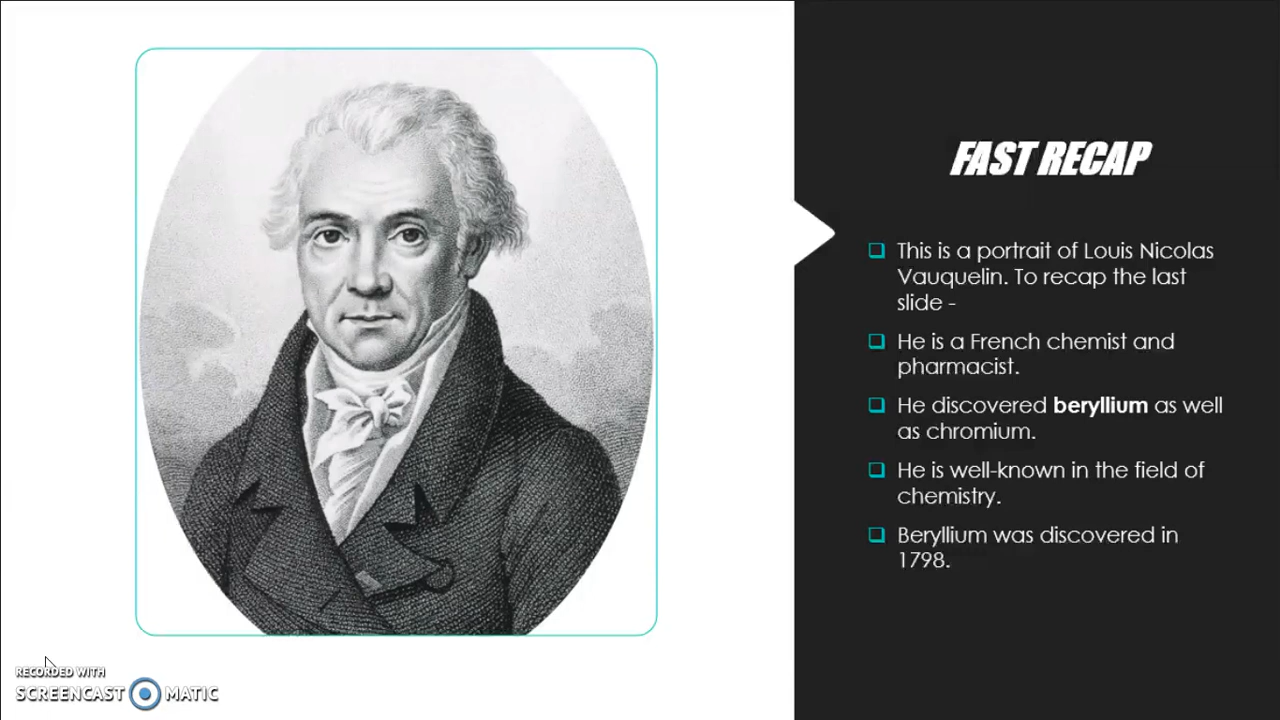 FAST RECAP
This is a portrait of Louis Nicolas
Vauquelin. To recap the last
slide -
He is a French chemist and
pharmacist.
He discovered beryllium as well
as chromium.
He is well-known in the field of
chemistry.
Beryllium was discovered in
1798.
RECORDED WITH
SCREENCAST MATIC